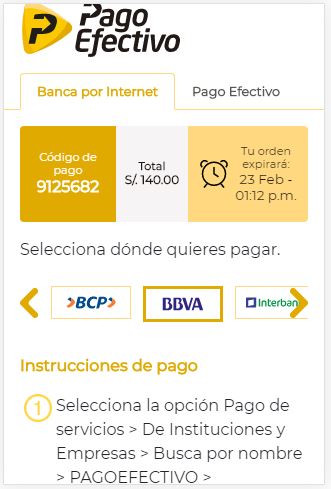 Pago
Efectivo
Banca por Internet
Pago Efectivo
Código de
pago
9125682
Total
S/. 140.00
Tu orden
expirará:
23 Feb -
01:12 p.m.
Selecciona dónde quieres pagar.
BCP
BBVA
Interban
Instrucciones de pago
1
Selecciona la opción Pago de
servicios > De Instituciones y
Empresas > Busca por nombre
> PAGOEFECTIVO >